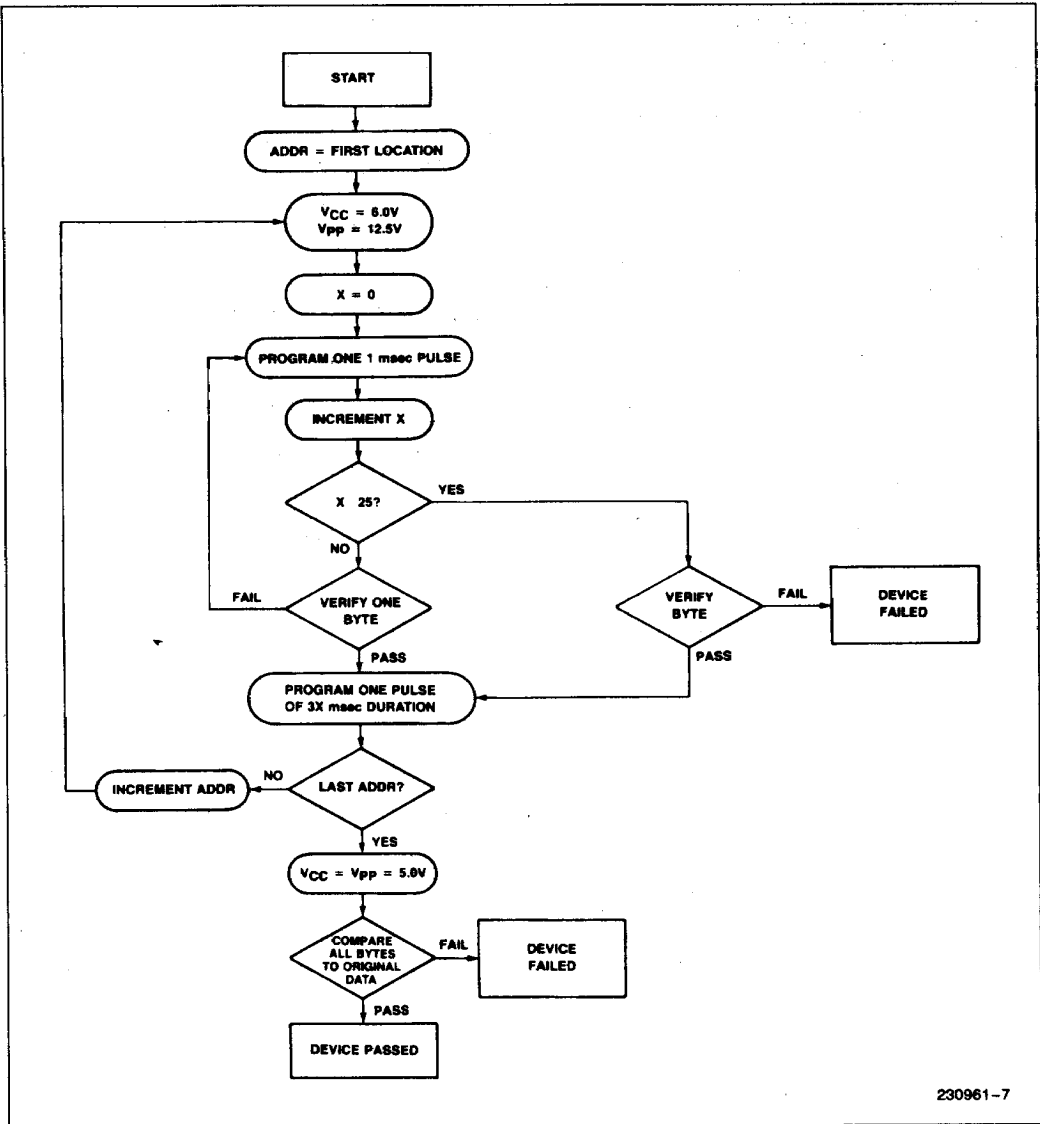 START
ADDR = FIRST LOCATION
VCC = 6.0V
Vpp = 12.5V
X = 0
PROGRAM ONE 1 msec PULSE
INCREMENT X
X 25?
YES
NO
FAIL
VERIFY ONE
BYTE
VERIFY
BYTE
FAIL
DEVICE
FAILED
PASS
PASS
PROGRAM ONE PULSE
OF 3X msec DURATION
INCREMENT ADDR
NO
LAST ADDR?
YES
VCC = Vpp = 5.0V
COMPARE
ALL BYTES
TO ORIGINAL
DATA
FAIL
DEVICE
FAILED
PASS
DEVICE PASSED
230961-7